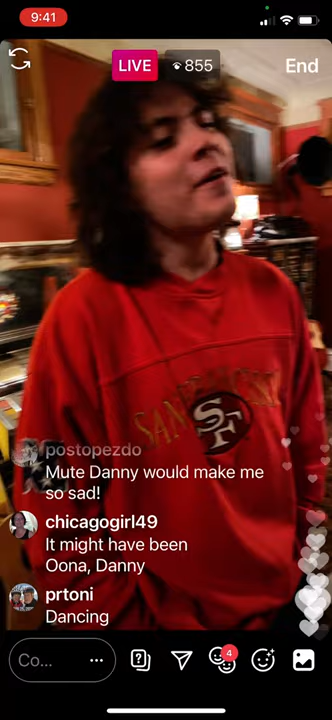 9:41
LIVE
855
End
SAN FRANCISCO
SF
postopezdo
Mute Danny would make me
so sad!
chicagogirl49
It might have been
Oona, Danny
prtoni
Dancing
Co...
4